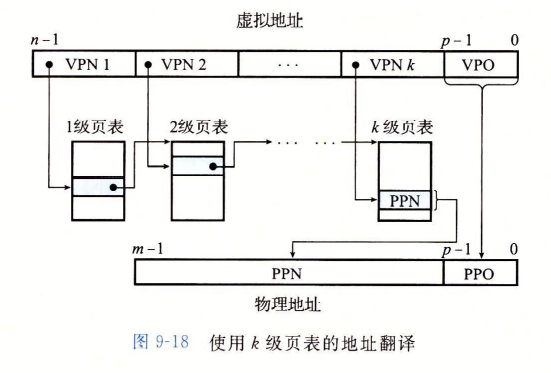 虚拟地址
n-1 p-1 0
VPN 1 VPN 2 ··· VPN k VPO
1级页表 2级页表 k 级页表
··· ···
PPN
m-1 p-1 0
PPN PPO
物理地址
图 9-18 使用 k 级页表的地址翻译